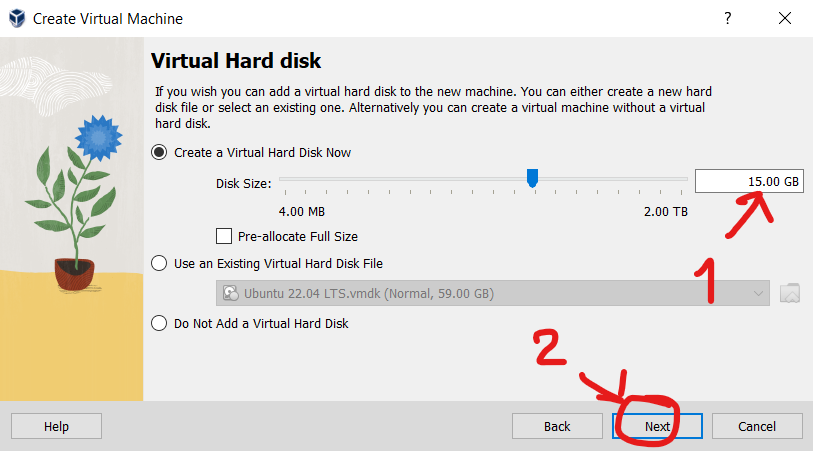 Create Virtual Machine
?
Virtual Hard disk
If you wish you can add a virtual hard disk to the new machine. You can either create a new hard
disk file or select an existing one. Alternatively you can create a virtual machine without a virtual
hard disk.
Create a Virtual Hard Disk Now
Disk Size:
15.00 GB
4.00 MB
2.00 TB
Pre-allocate Full Size
1
Use an Existing Virtual Hard Disk File
Ubuntu 22.04 LTS.vmdk (Normal, 59.00 GB)
Do Not Add a Virtual Hard Disk
2
Help
Back
Next
Cancel